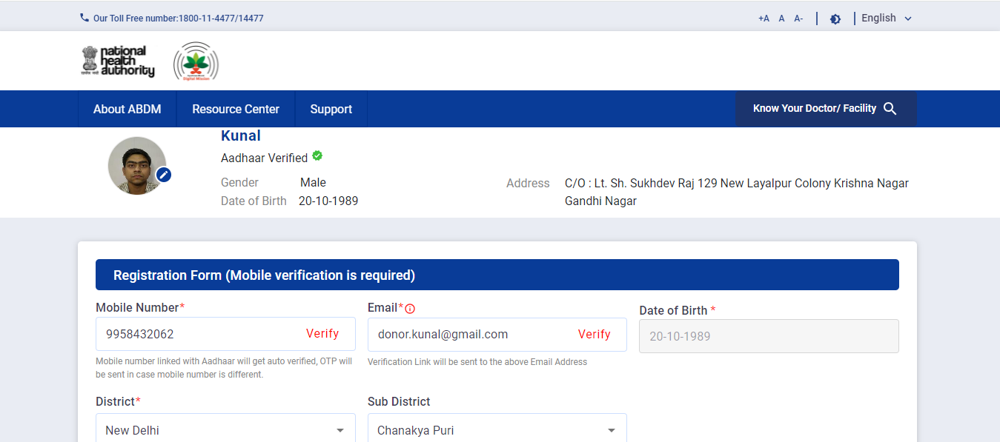 Our Toll Free number:1800-11-4477/14477
+A A A- English
national
health
authority
Digital Mission
About ABDM Resource Center Support Know Your Doctor/ Facility
Kunal
Aadhaar Verified
Gender Male
Date of Birth 20-10-1989
Address C/O : Lt. Sh. Sukhdev Raj 129 New Layalpur Colony Krishna Nagar
Gandhi Nagar
Registration Form (Mobile verification is required)
Mobile Number* Email* Date of Birth *
9958432062 Verify donor.kunal@gmail.com Verify 20-10-1989
Mobile number linked with Aadhaar will get auto verified, OTP will
be sent in case mobile number is different.
Verification Link will be sent to the above Email Address
District* Sub District
New Delhi Chanakya Puri